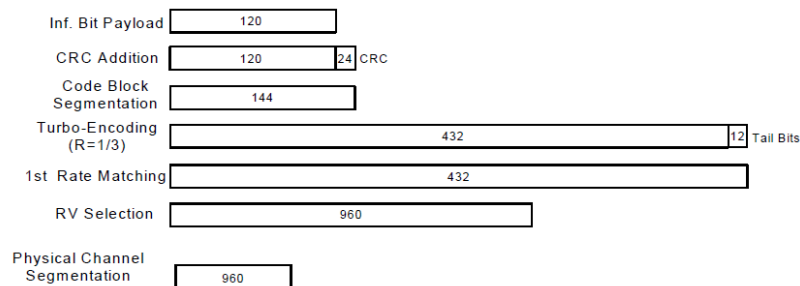 Inf. Bit Payload 120
CRC Addition 120 24 CRC
Code Block
Segmentation 144
Turbo-Encoding
(R=1/3) 432 12 Tail Bits
1st Rate Matching 432
RV Selection 960
Physical Channel
Segmentation 960